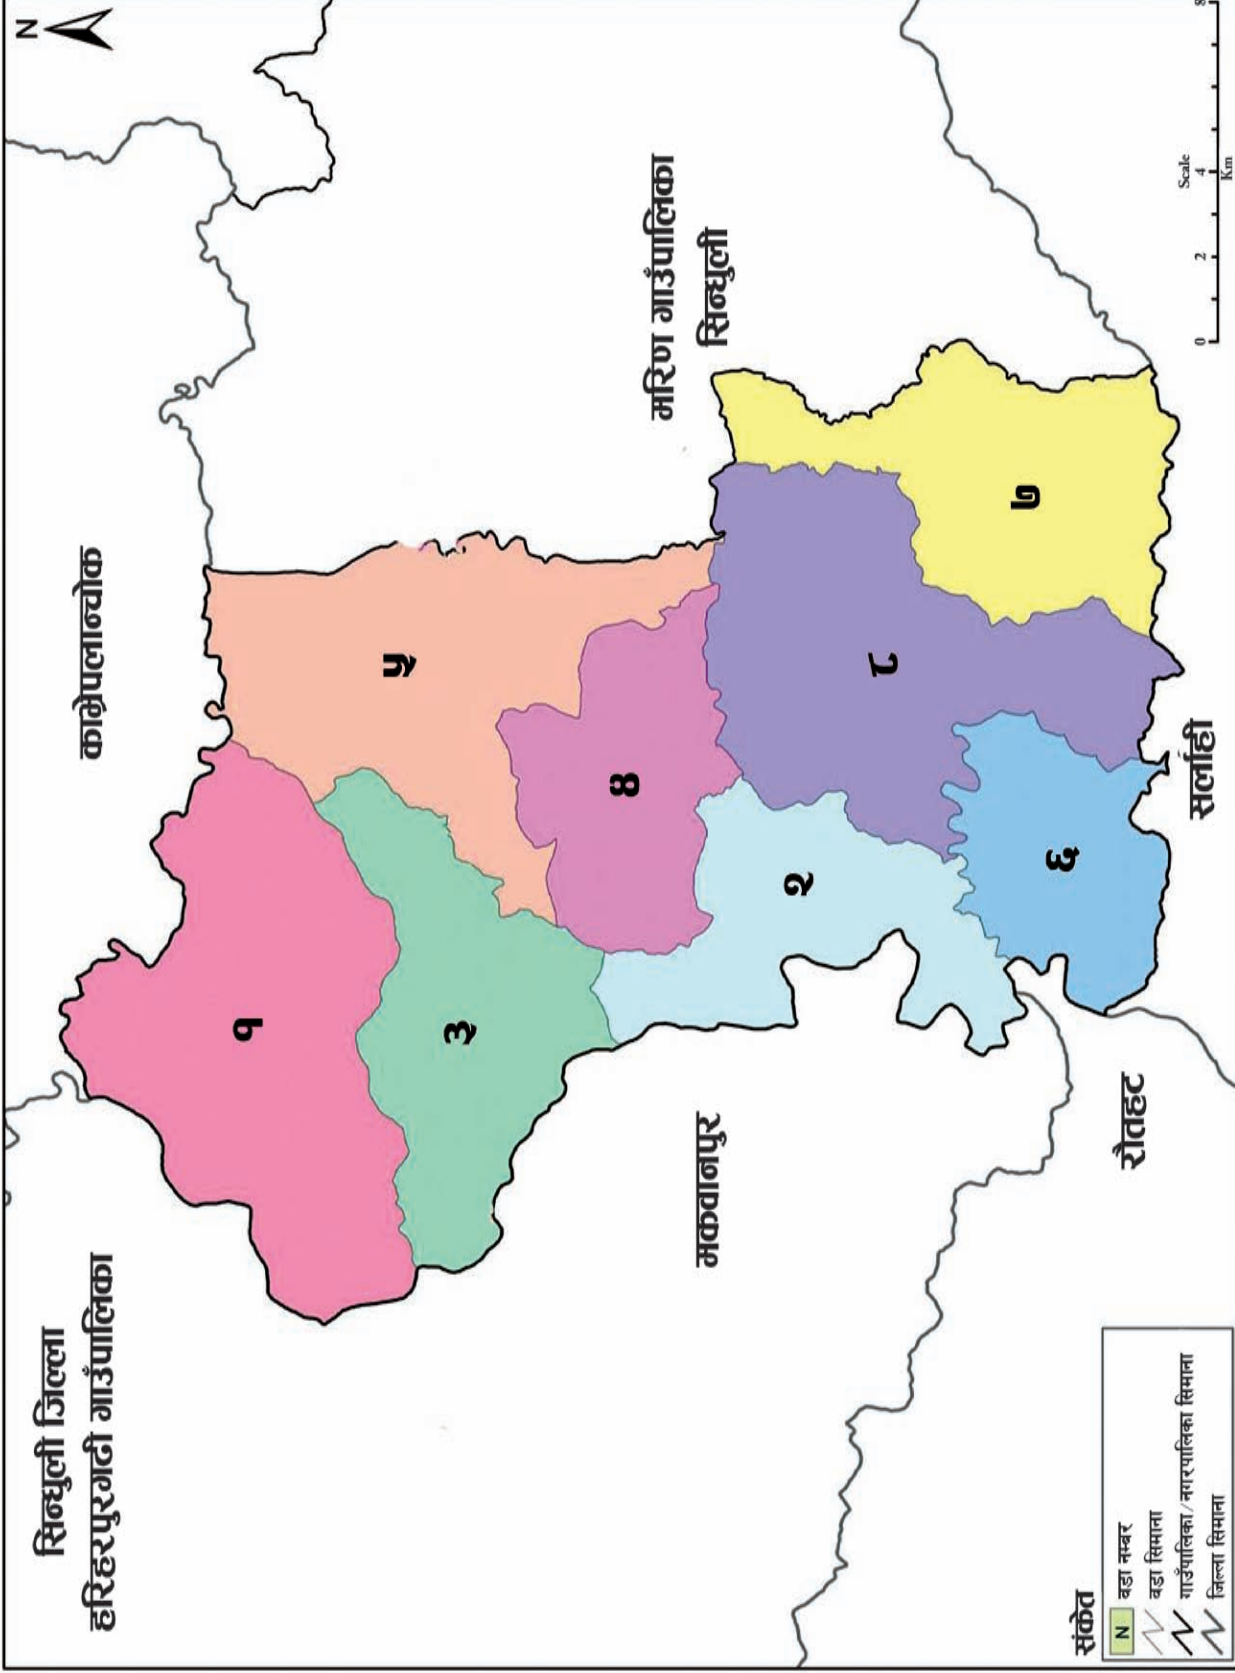 सिन्धुली जिल्ला
हरिहरपुरगढी गाउँपालिका
N
काभ्रेपलान्चोक
मरिण गाउँपालिका
सिन्धुली
१
३
५
४
२
८
६
७
मकवानपुर
रौतहट
सर्लाही
संकेत
N वडा नम्बर
वडा सिमाना
गाउँपालिका/नगरपालिका सिमाना
जिल्ला सिमाना
Scale
0 2 4 8
Km